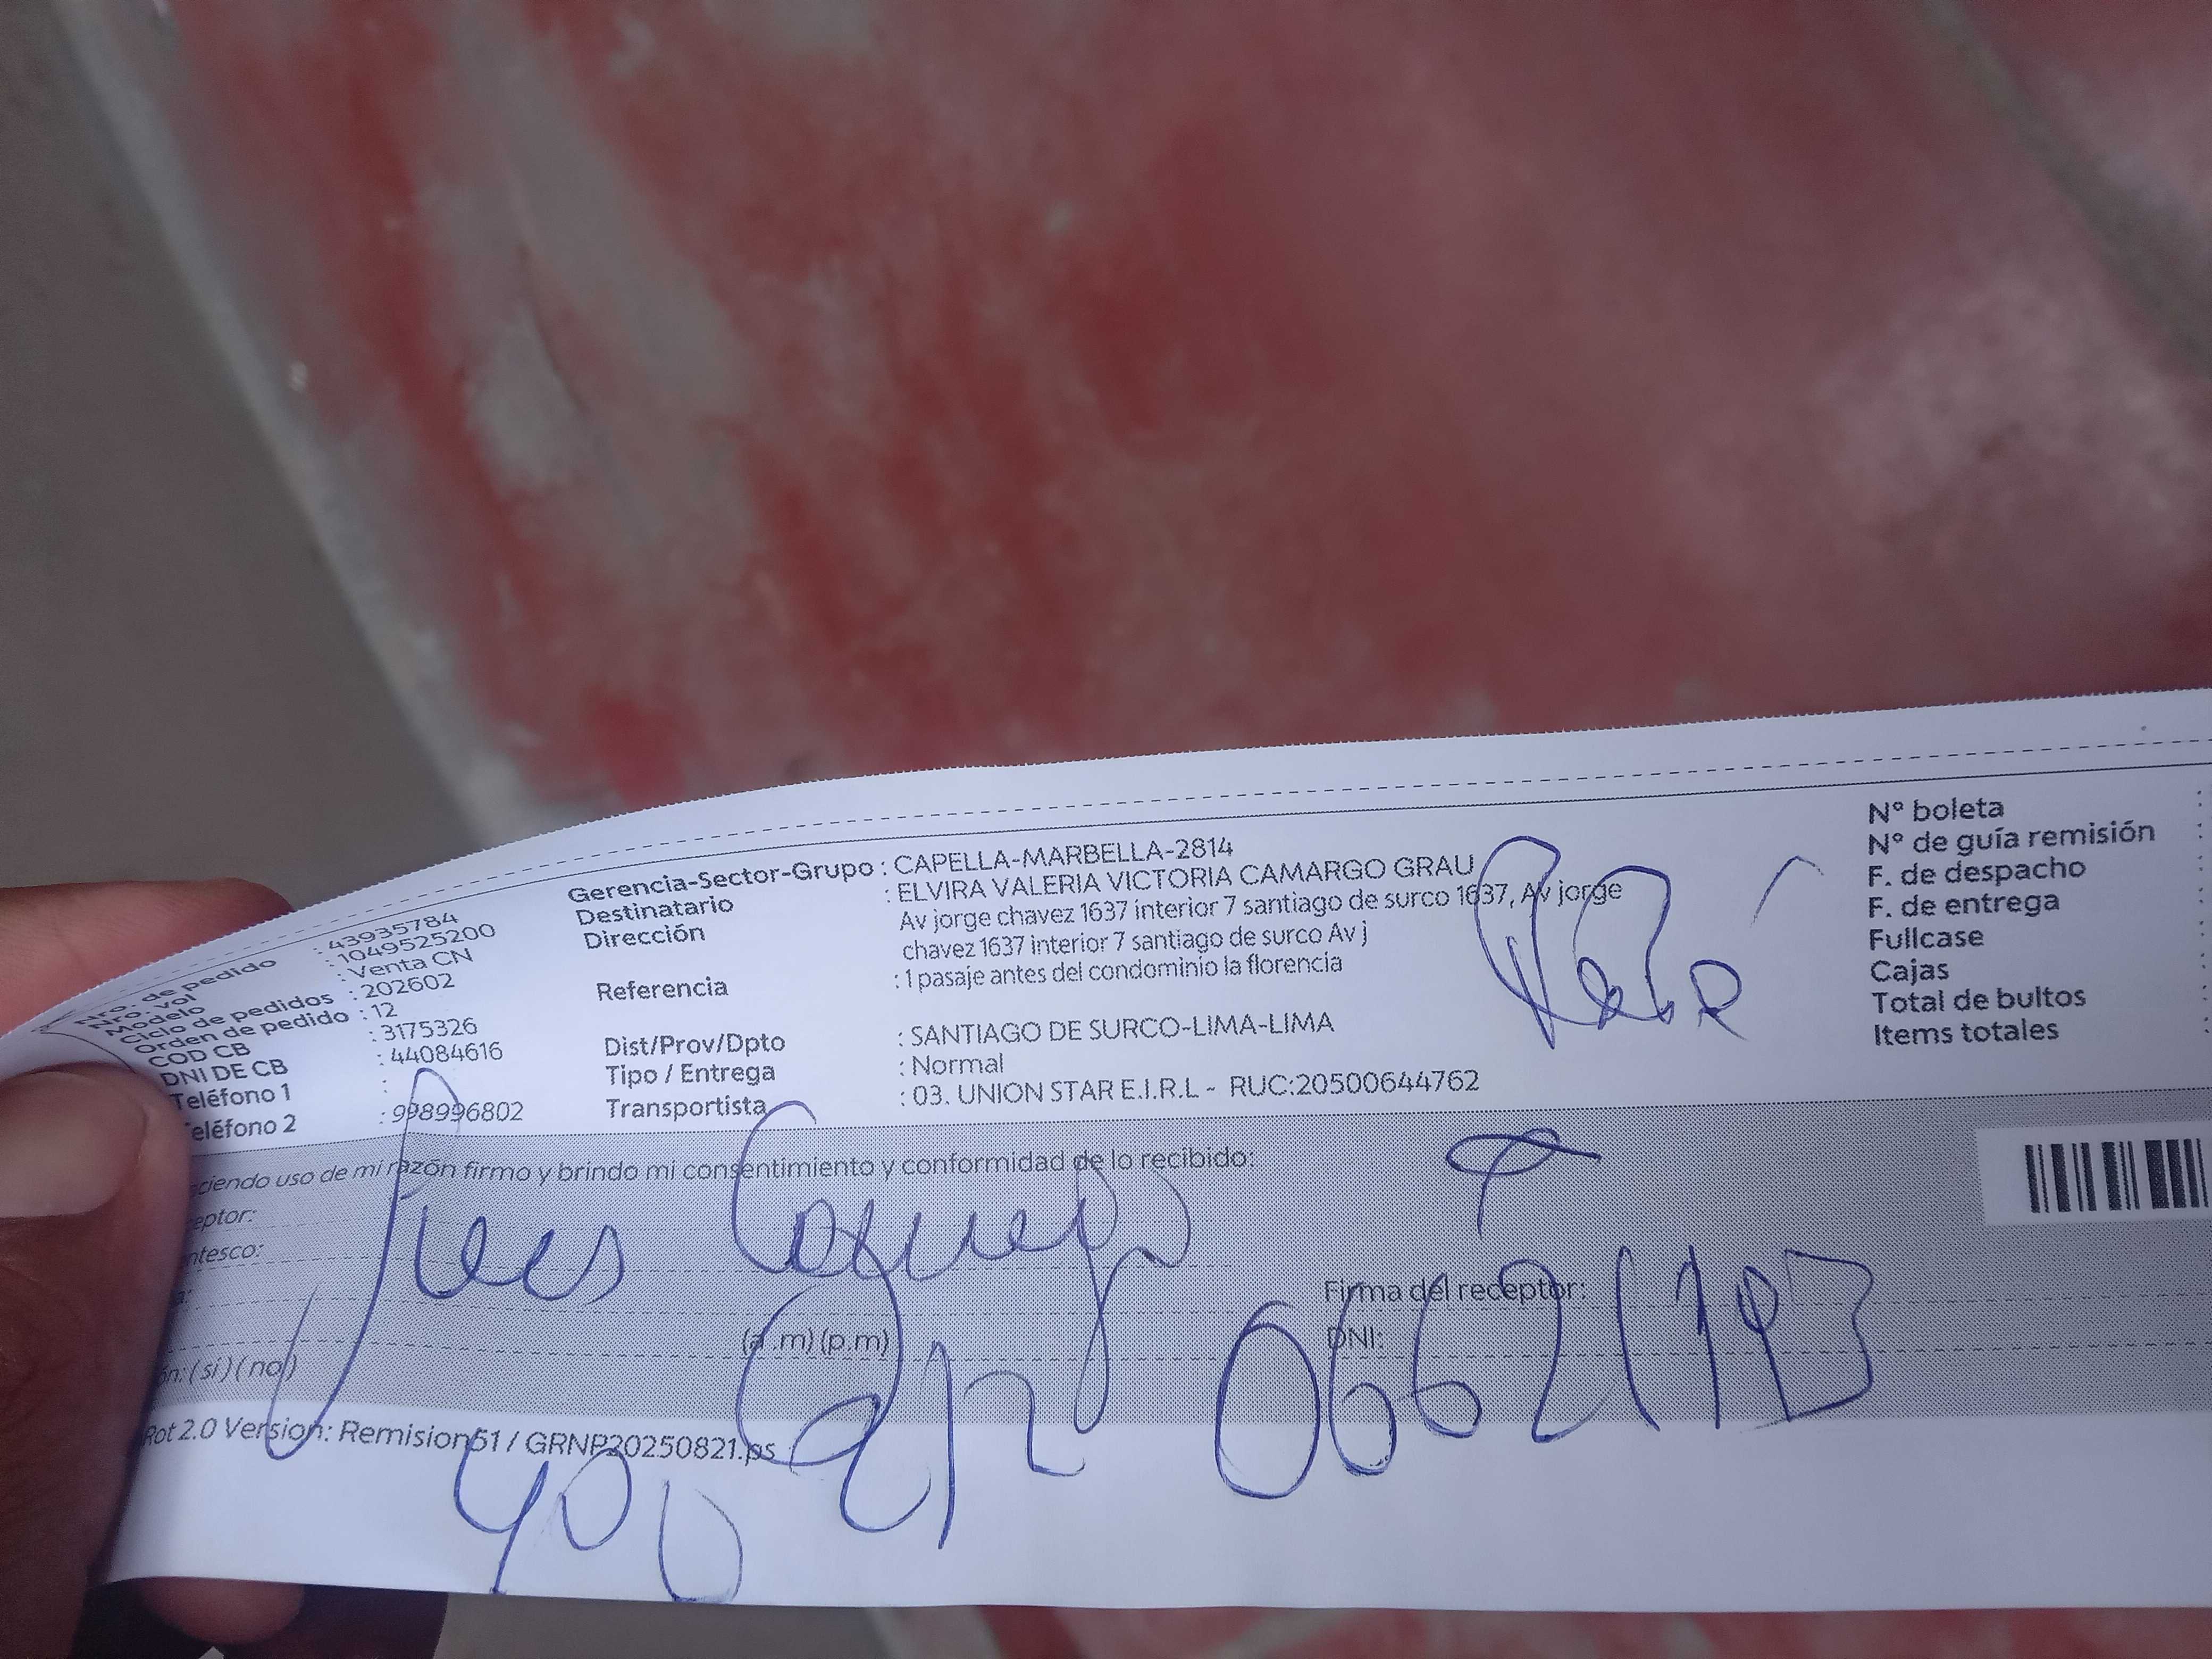 Nro. de pedido : 43935784
Nro. vol : 1049525200
Modelo : Venta CN
Ciclo de pedidos : 202602
Orden de pedido : 12
COD CB : 3175326
DNI DE CB : 44084616
Teléfono 1 :
eléfono 2 : 998996802
Gerencia-Sector-Grupo : CAPELLA-MARBELLA-2814
Destinatario : ELVIRA VALERIA VICTORIA CAMARGO GRAU
Dirección Av jorge chavez 1637 interior 7 santiago de surco 1637, Av jorge
chavez 1637 interior 7 santiago de surco Av j
Referencia : 1 pasaje antes del condominio la florencia
Dist/Prov/Dpto : SANTIAGO DE SURCO-LIMA-LIMA
Tipo / Entrega : Normal
Transportista : 03. UNION STAR E.I.R.L - RUC:20500644762
N° boleta :
N° de guía remisión :
F. de despacho
F. de entrega :
Fullcase :
Cajas :
Total de bultos :
Items totales :
ciendo uso de mi razón firmo y brindo mi consentimiento y conformidad de lo recibido:
eptor:
ntesco:
a:
(a.m) (p.m)
ón: (si) (no)
Firma del receptor:
DNI:
Rot 2.0 Version: Remision51 / GRNP20250821.ps